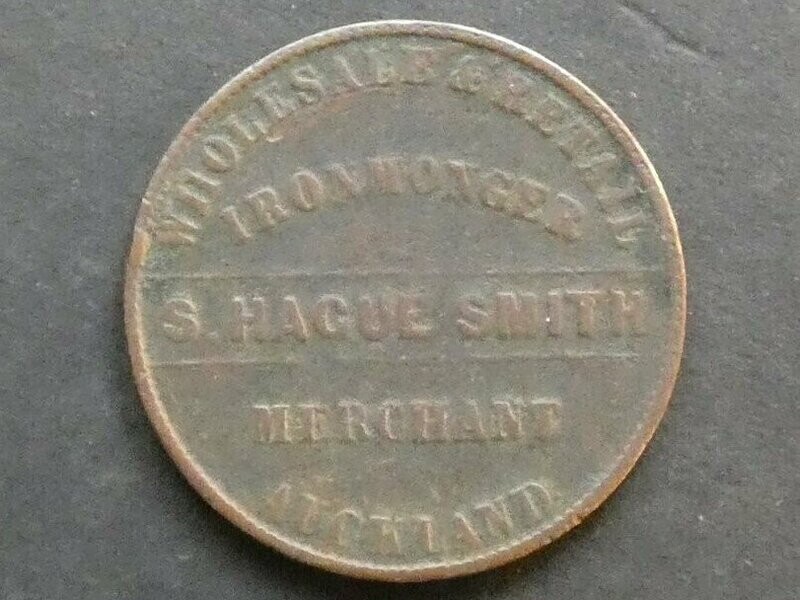 WHOLESALE & RETAIL
IRONMONGER
S. HAGUE SMITH
MERCHANT
AUCKLAND.